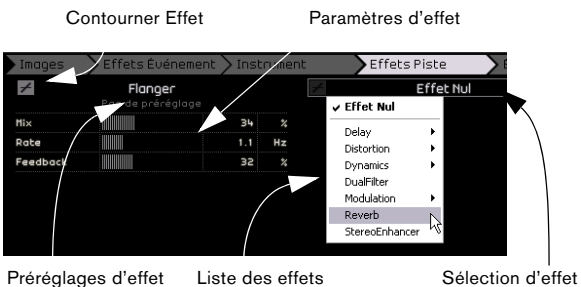 Contourner Effet
Paramètres d'effet
Images
Effets Événement
Instrument
Effets Piste
Flanger
Effet Nul
Pas de préréglage
Effet Nul
Mix 34 %
Rate 1.1 Hz
Feedback 32 %
Delay
Distortion
Dynamics
DualFilter
Modulation
Reverb
StereoEnhancer
Préréglages d'effet
Liste des effets
Sélection d'effet